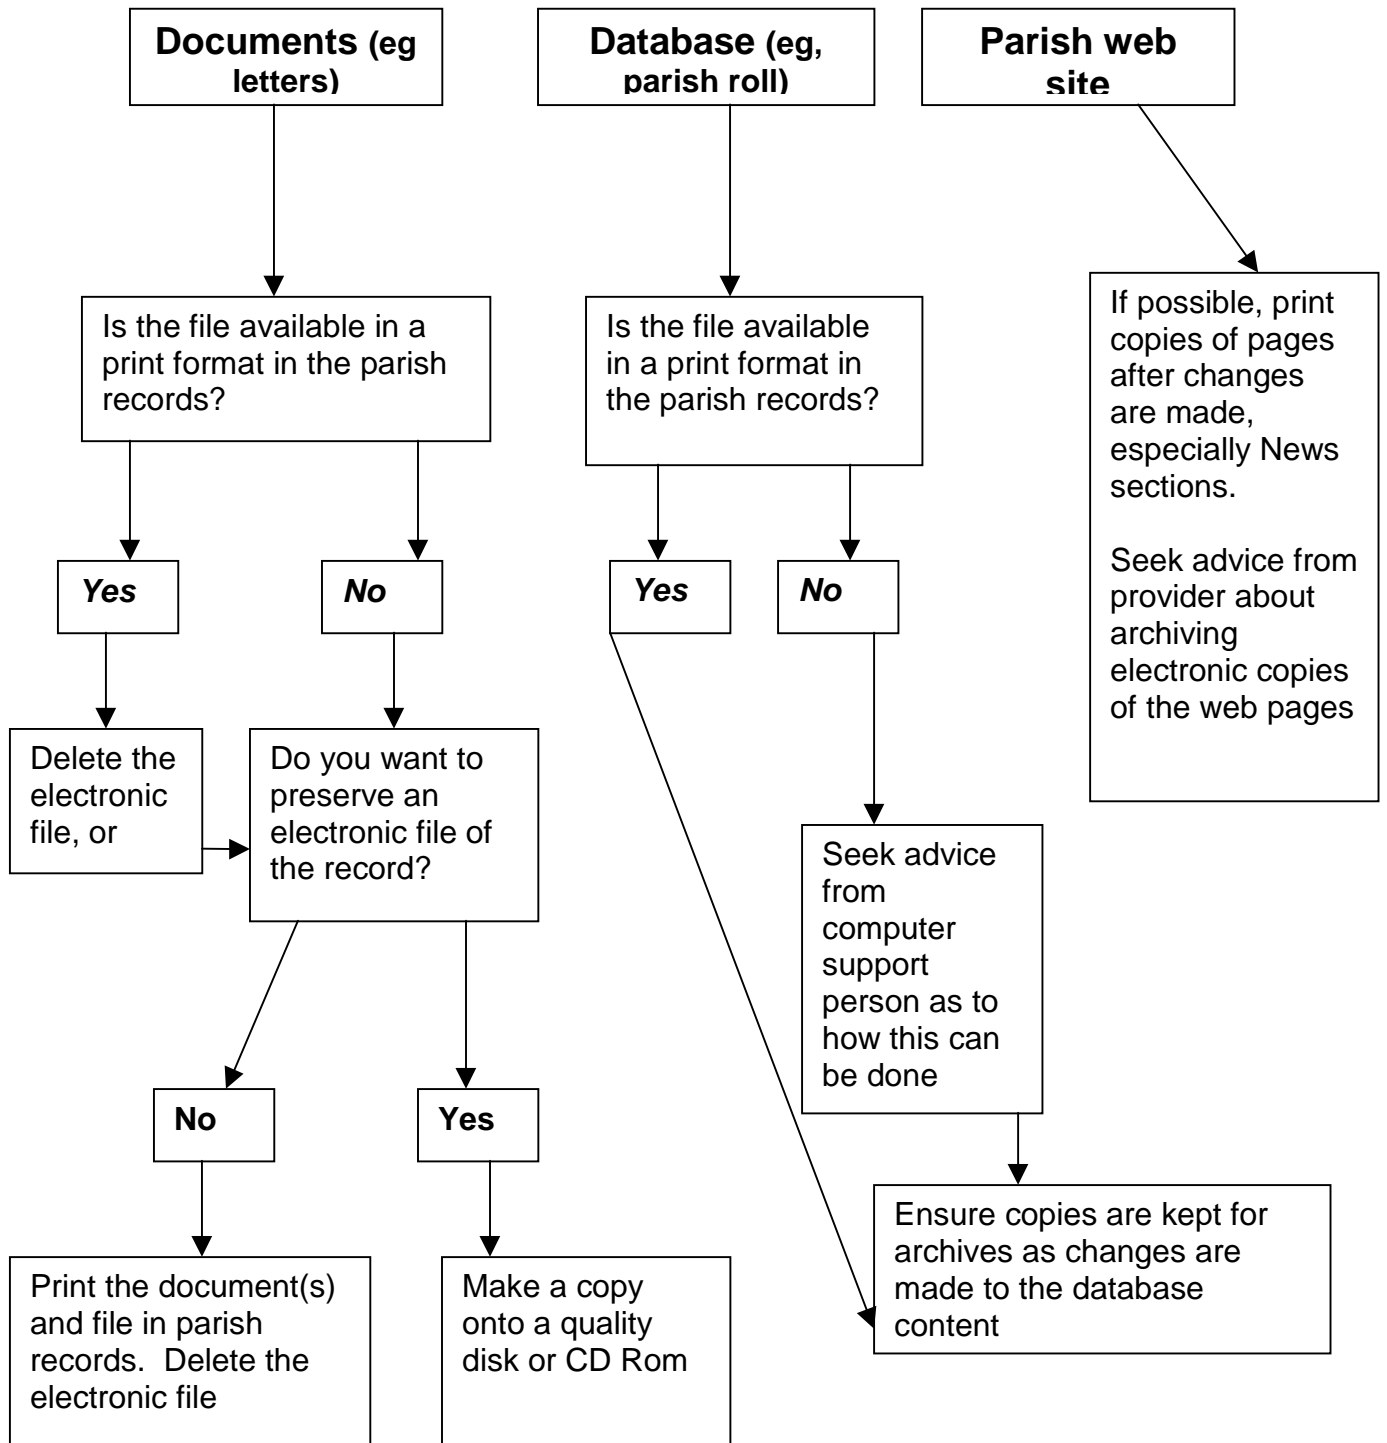 Documents (eg
letters)
Database (eg,
parish roll)
Parish web
site
Is the file available in a
print format in the parish
records?
Is the file available
in a print format in
the parish records?
If possible, print
copies of pages
after changes
are made,
especially News
sections.
Seek advice from
provider about
archiving
electronic copies
of the web pages
Yes
No
Yes
No
Delete the
electronic
file, or
Do you want to
preserve an
electronic file of
the record?
Seek advice
from
computer
support
person as to
how this can
be done
No
Yes
Ensure copies are kept for
archives as changes are
made to the database
content
Print the document(s)
and file in parish
records.  Delete the
electronic file
Make a copy
onto a quality
disk or CD Rom